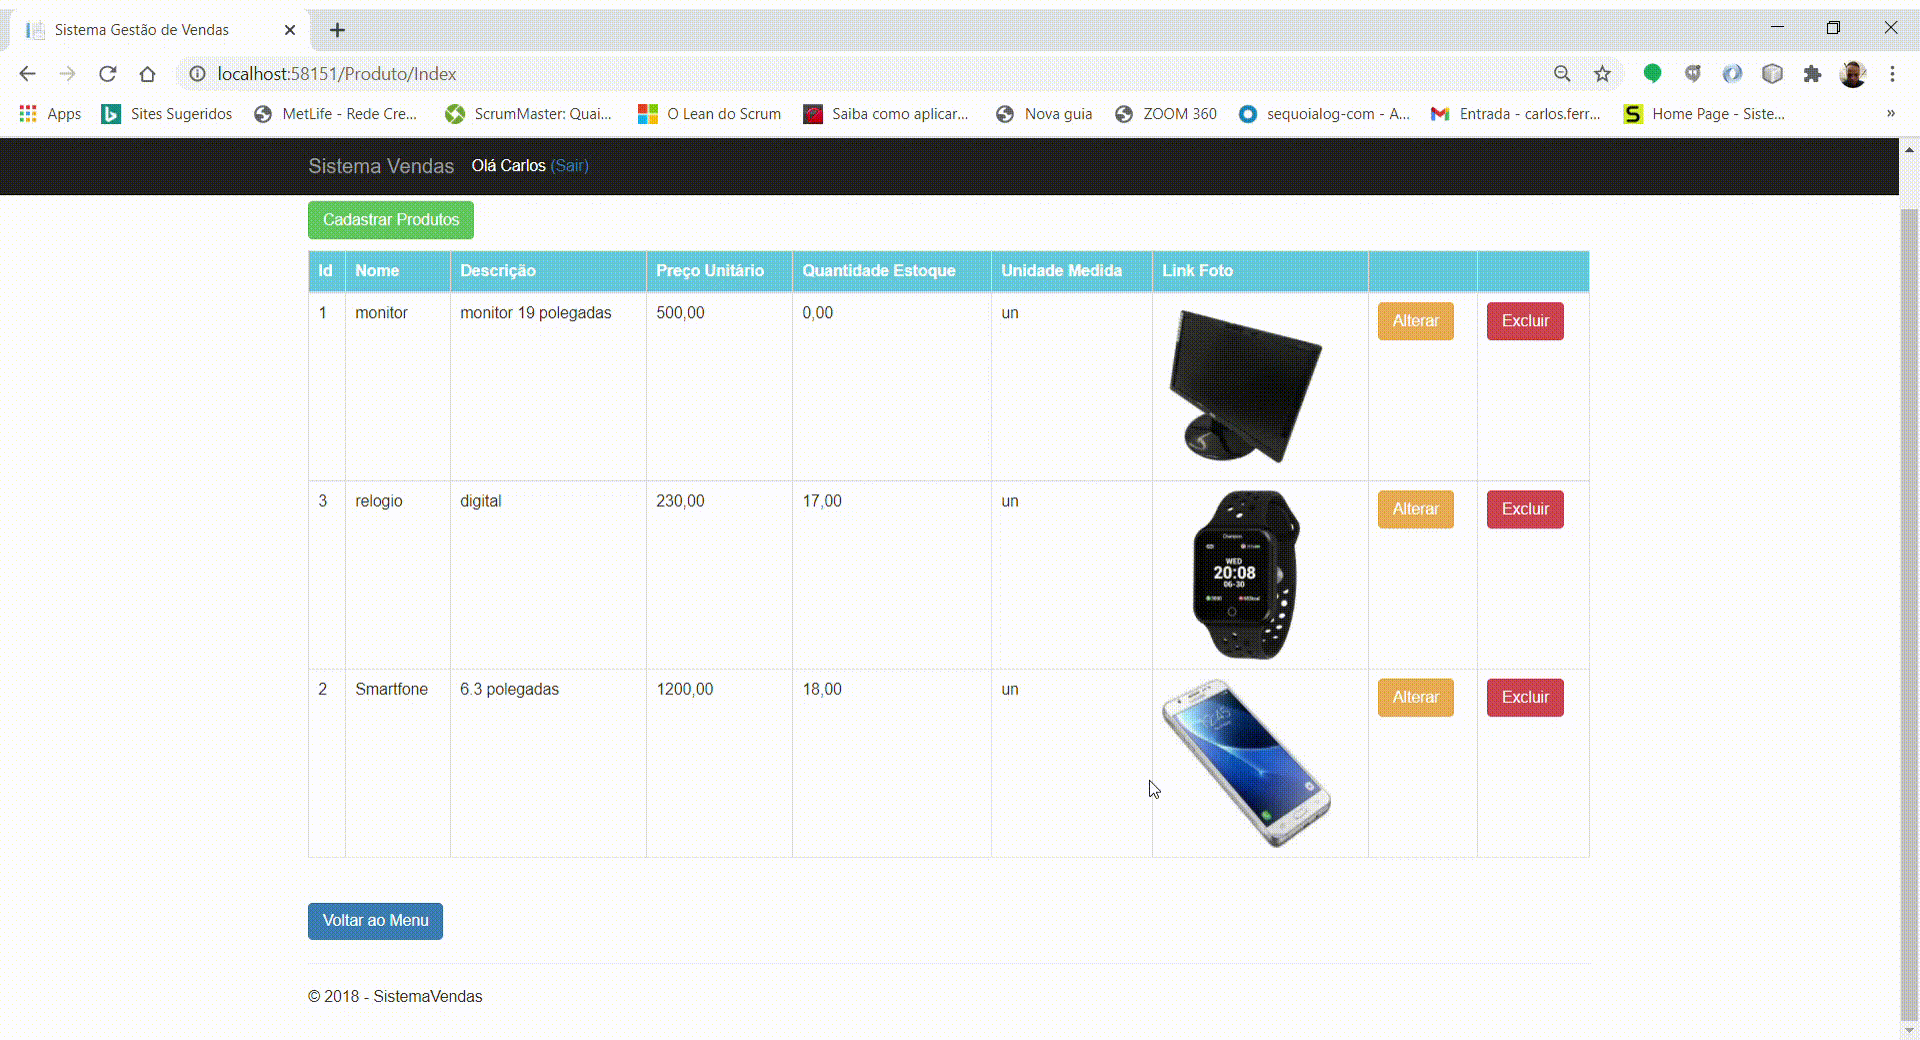 Sistema Gestão de Vendas
localhost:58151/Produto/Index
Apps Sites Sugeridos MetLife - Rede Cre... ScrumMaster: Quai... O Lean do Scrum Saiba como aplicar... Nova guia ZOOM 360 sequoialog-com - A... Entrada - carlos.ferr... Home Page - Siste... »
Sistema Vendas Olá Carlos (Sair)
Cadastrar Produtos
Id Nome Descrição Preço Unitário Quantidade Estoque Unidade Medida Link Foto
1 monitor monitor 19 polegadas 500,00 0,00 un Alterar Excluir
3 relogio digital 230,00 17,00 un Alterar Excluir
WED
20:08
06-30
2 Smartfone 6.3 polegadas 1200,00 18,00 un Alterar Excluir
12:45
Voltar ao Menu
© 2018 - SistemaVendas